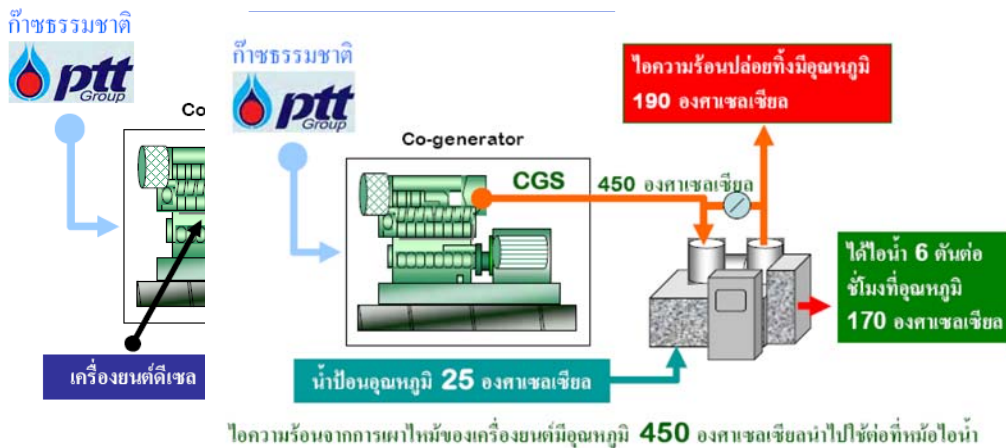 ก๊าซธรรมชาติ
ptt
Group
Co
เครื่องยนต์ดีเซล
ก๊าซธรรมชาติ
ptt
Group
Co-generator
CGS
450 องศาเซลเซียล
ไอความร้อนปล่อยทิ้งมีอุณหภูมิ
190 องศาเซลเซียล
ได้ไอน้ำ 6 ตันต่อ
ชั่วโมงที่อุณหภูมิ
170 องศาเซลเซียล
น้ำป้อนอุณหภูมิ 25 องศาเซลเซียล
ไอความร้อนจากการเผาไหม้ของเครื่องยนต์มีอุณหภูมิ 450 องศาเซลเซียลนำไปใช้ต่อที่หม้อไอน้ำ